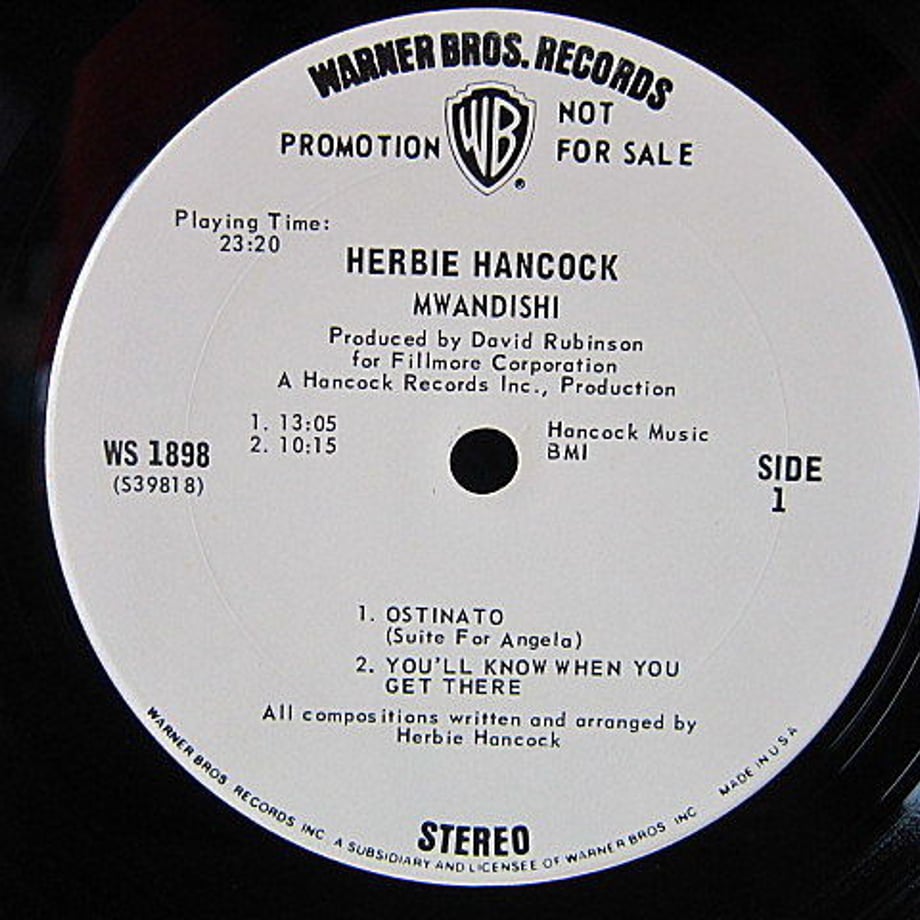 WARNER BROS. RECORDS
PROMOTION WB NOT
FOR SALE
®
Playing Time:
23:20
HERBIE HANCOCK
MWANDISHI
Produced by David Rubinson
for Fillmore Corporation
A Hancock Records Inc., Production
1. 13:05
2. 10:15
Hancock Music
BMI
WS 1898
(S39818)
SIDE
1
1. OSTINATO
(Suite For Angela)
2. YOU'LL KNOW WHEN YOU
GET THERE
All compositions written and arranged by
Herbie Hancock
STEREO
WARNER BROS RECORDS INC A SUBSIDIARY AND LICENSEE OF WARNER BROS INC MADE IN U S A